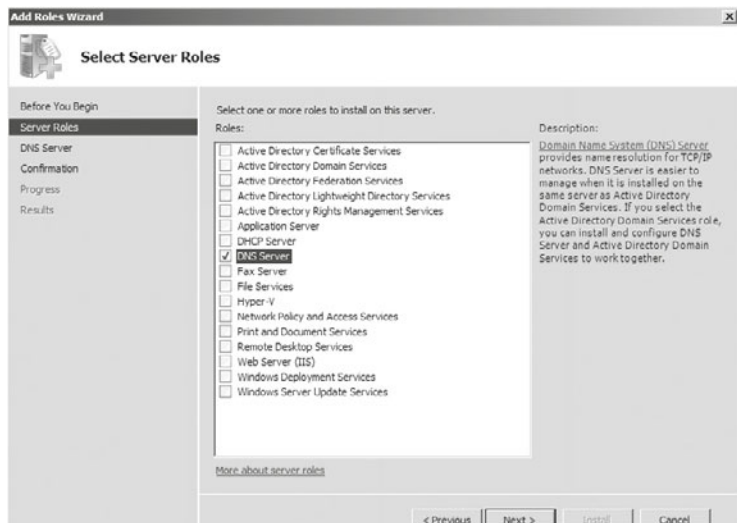 Add Roles Wizard
Select Server Roles
Before You Begin
Server Roles
DNS Server
Confirmation
Progress
Results
Select one or more roles to install on this server.
Roles:
Active Directory Certificate Services
Active Directory Domain Services
Active Directory Federation Services
Active Directory Lightweight Directory Services
Active Directory Rights Management Services
Application Server
DHCP Server
DNS Server
Fax Server
File Services
Hyper-V
Network Policy and Access Services
Print and Document Services
Remote Desktop Services
Web Server (IIS)
Windows Deployment Services
Windows Server Update Services
More about server roles
Description:
Domain Name System (DNS) Server
provides name resolution for TCP/IP
networks. DNS Server is easier to
manage when it is installed on the
same server as Active Directory
Domain Services. If you select the
Active Directory Domain Services role,
you can install and configure DNS
Server and Active Directory Domain
Services to work together.
< Previous
Next >
Install
Cancel